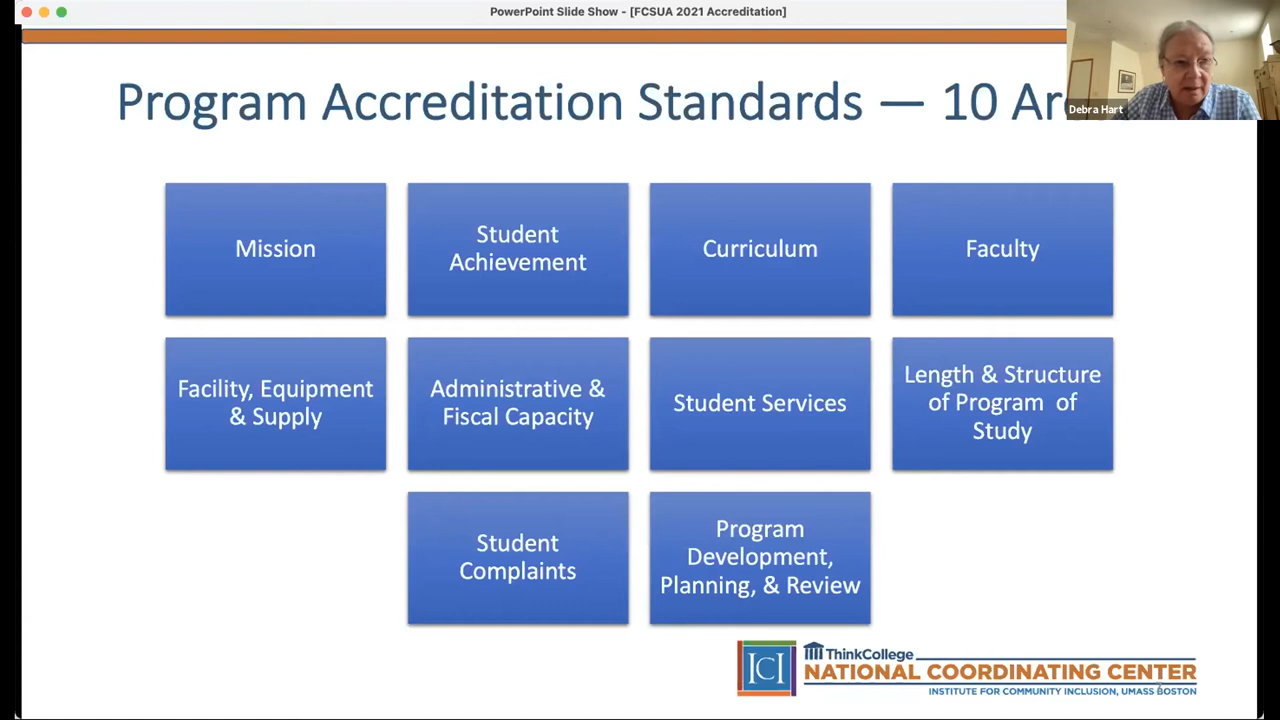 PowerPoint Slide Show - [FCSUA 2021 Accreditation]
Program Accreditation Standards — 10 Ar
Debra Hart
Mission
Student
Achievement
Curriculum
Faculty
Facility, Equipment
& Supply
Administrative &
Fiscal Capacity
Student Services
Length & Structure
of Program of
Study
Student
Complaints
Program
Development,
Planning, & Review
ICI
ThinkCollege
NATIONAL COORDINATING CENTER
INSTITUTE FOR COMMUNITY INCLUSION, UMASS BOSTON